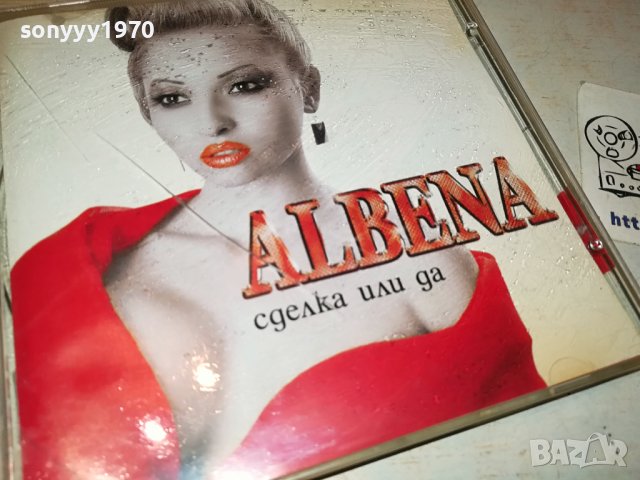 sonyyy1970
ALBENA
сделка или да
htt
BAZAR